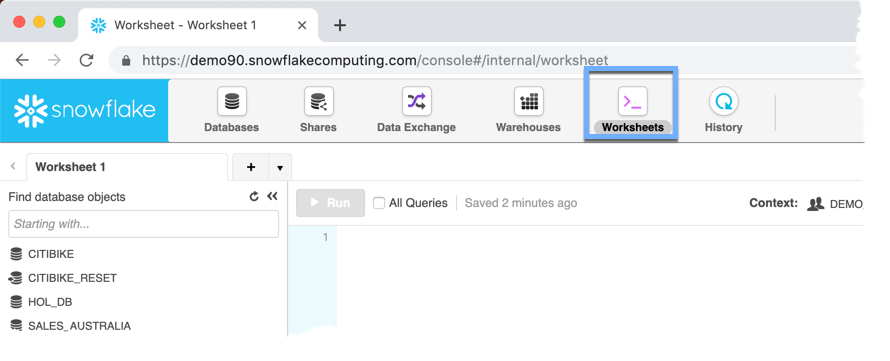 Worksheet - Worksheet 1
https://demo90.snowflakecomputing.com/console#/internal/worksheet
snowflake
Databases
Shares
Data Exchange
Warehouses
Worksheets
History
Worksheet 1
Find database objects
Run
All Queries
Saved 2 minutes ago
Context:
DEMO
Starting with...
1
CITIBIKE
CITIBIKE_RESET
HOL_DB
SALES_AUSTRALIA